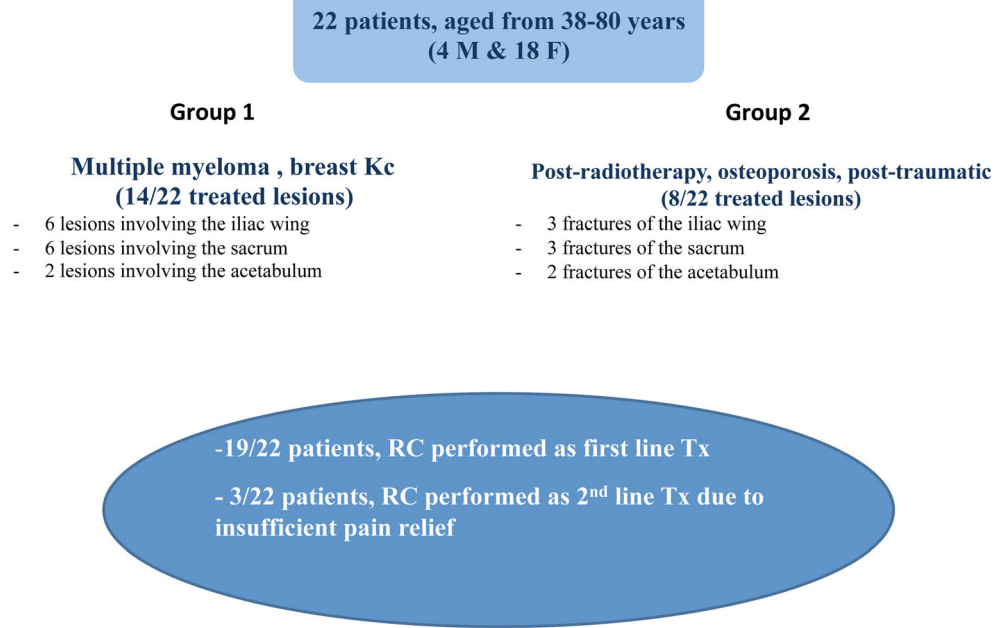 22 patients, aged from 38-80 years
(4 M & 18 F)
Group 1
Multiple myeloma , breast Kc
(14/22 treated lesions)
- 6 lesions involving the iliac wing
- 6 lesions involving the sacrum
- 2 lesions involving the acetabulum
Group 2
Post-radiotherapy, osteoporosis, post-traumatic
(8/22 treated lesions)
- 3 fractures of the iliac wing
- 3 fractures of the sacrum
- 2 fractures of the acetabulum
-19/22 patients, RC performed as first line Tx
- 3/22 patients, RC performed as 2nd line Tx due to
insufficient pain relief